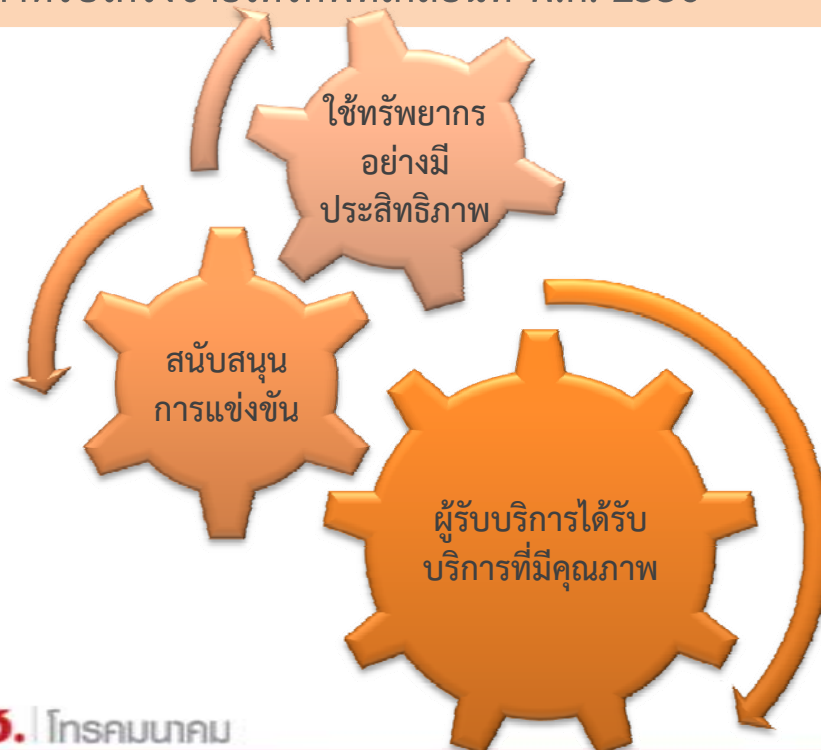 พ.ศ. 2556
ใช้ทรัพยากร
อย่างมี
ประสิทธิภาพ
สนับสนุน
การแข่งขัน
ผู้รับบริการได้รับ
บริการที่มีคุณภาพ
โทรคมนาคม